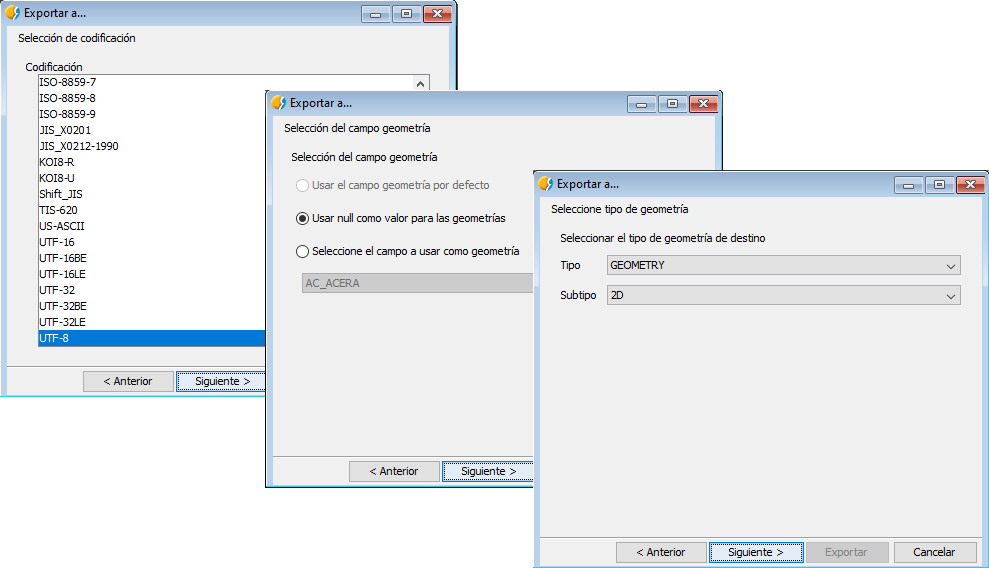 Exportar a...
Selección de codificación
Codificación
ISO-8859-7
ISO-8859-8
ISO-8859-9
JIS_X0201
JIS_X0212-1990
KOI8-R
KOI8-U
Shift_JIS
TIS-620
US-ASCII
UTF-16
UTF-16BE
UTF-16LE
UTF-32
UTF-32BE
UTF-32LE
UTF-8
< Anterior
Siguiente >
Exportar a...
Selección del campo geometría
Selección del campo geometría
Usar el campo geometría por defecto
Usar null como valor para las geometrías
Seleccione el campo a usar como geometría
AC_ACERA
< Anterior
Siguiente >
Exportar a...
Seleccione tipo de geometría
Seleccionar el tipo de geometría de destino
Tipo GEOMETRY
Subtipo 2D
< Anterior Siguiente > Exportar Cancelar